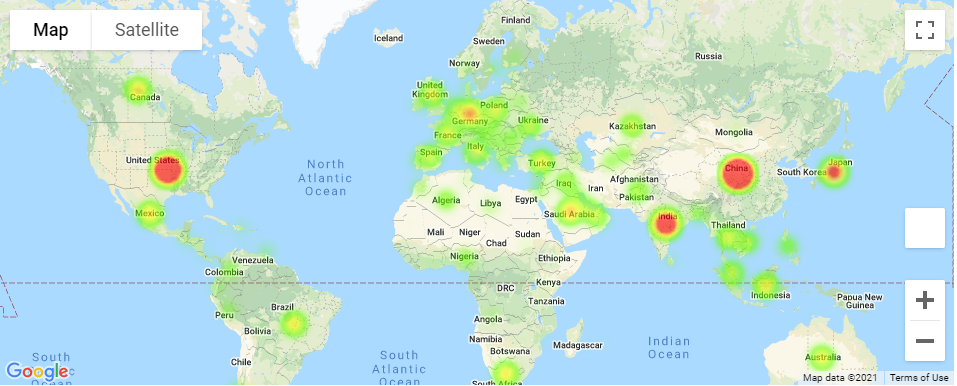 Map
Satellite
Iceland
Finland
Sweden
Norway
Russia
Canada
United
Kingdom
Poland
Germany
Ukraine
Kazakhstan
Mongolia
France
Italy
Spain
Turkey
United States
North
Atlantic
Ocean
China
South Korea
Japan
Afghanistan
Pakistan
Iraq
Iran
Algeria
Libya
Egypt
Saudi Arabia
India
Mexico
Mali
Niger
Chad
Sudan
Thailand
Nigeria
Ethiopia
Venezuela
Colombia
Kenya
DRC
Tanzania
Indonesia
Papua New
Guinea
Brazil
Peru
Bolivia
Angola
Namibia
Botswana
Madagascar
Indian
Ocean
Chile
South
Atlantic
Ocean
South
Australia
South Africa
Google
Map data ©2021
Terms of Use